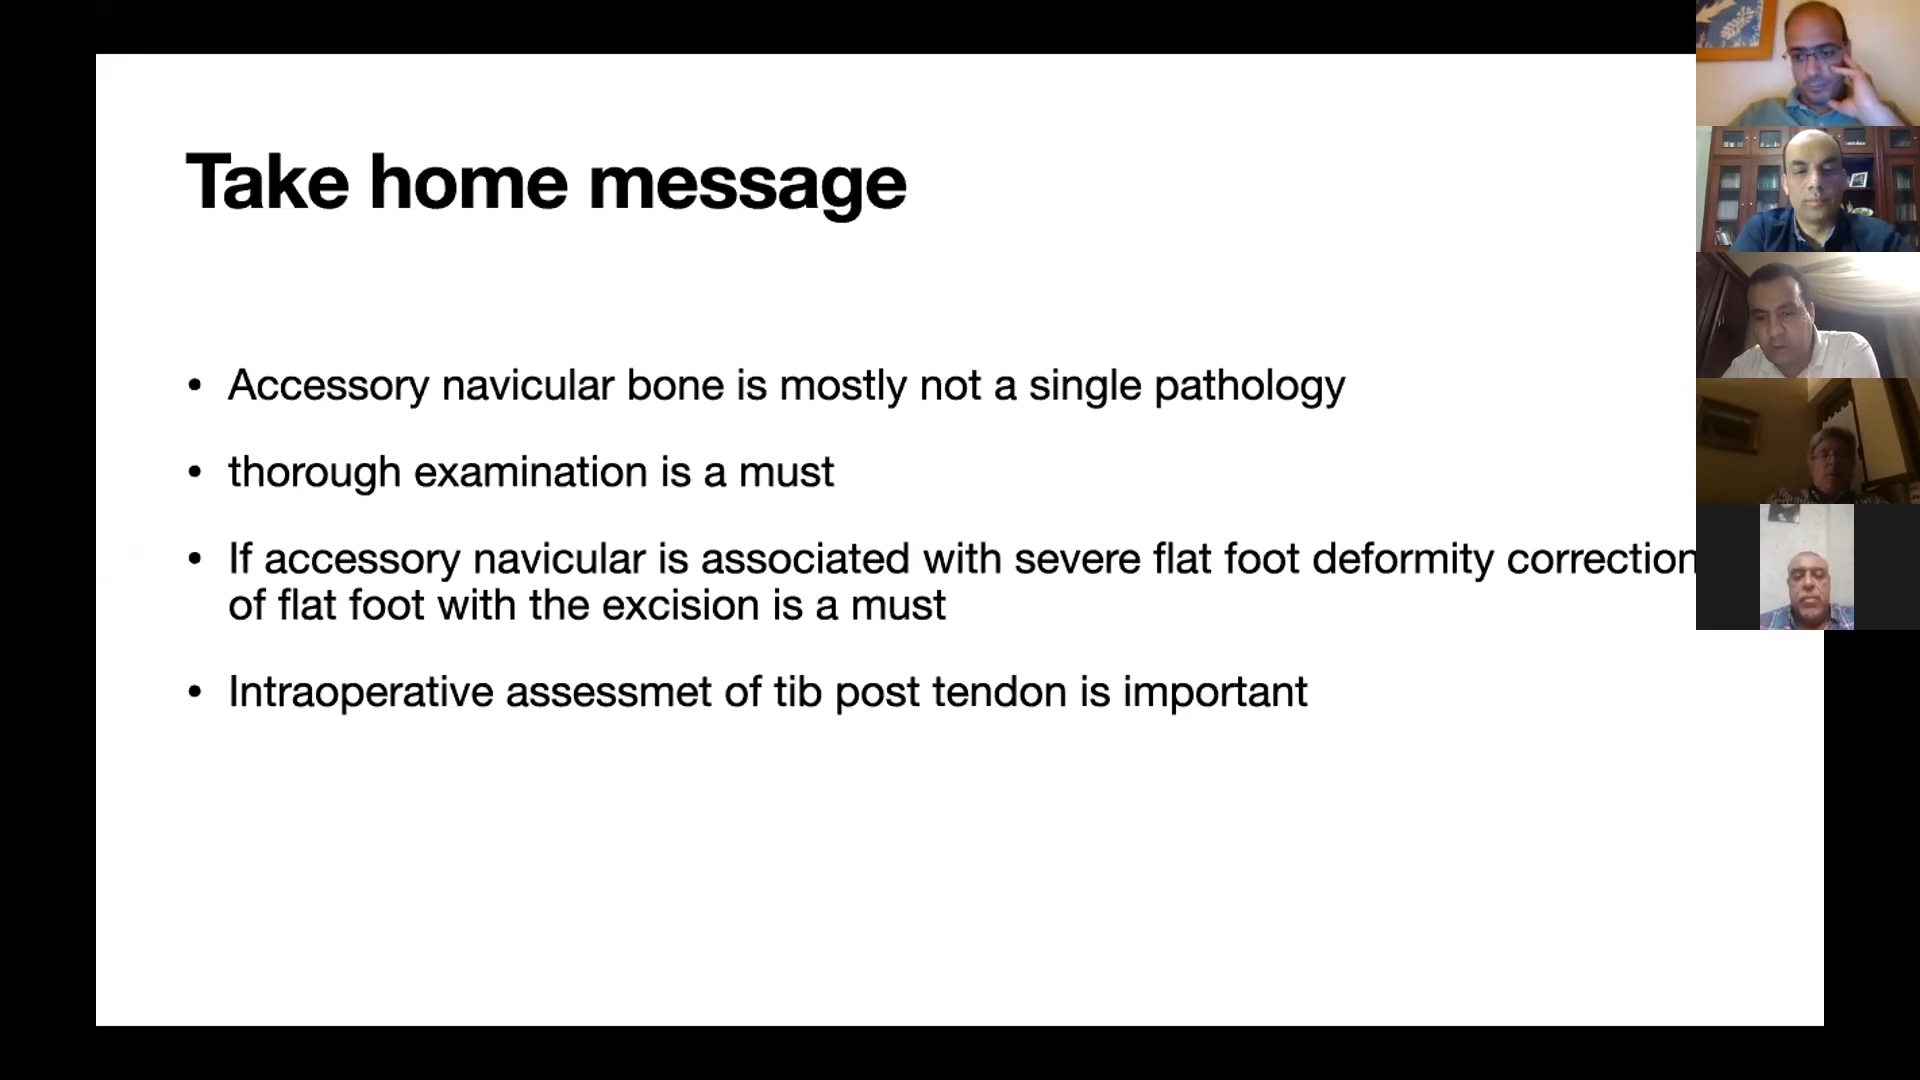 Take home message
• Accessory navicular bone is mostly not a single pathology
• thorough examination is a must
• If accessory navicular is associated with severe flat foot deformity correction
of flat foot with the excision is a must
• Intraoperative assessmet of tib post tendon is important